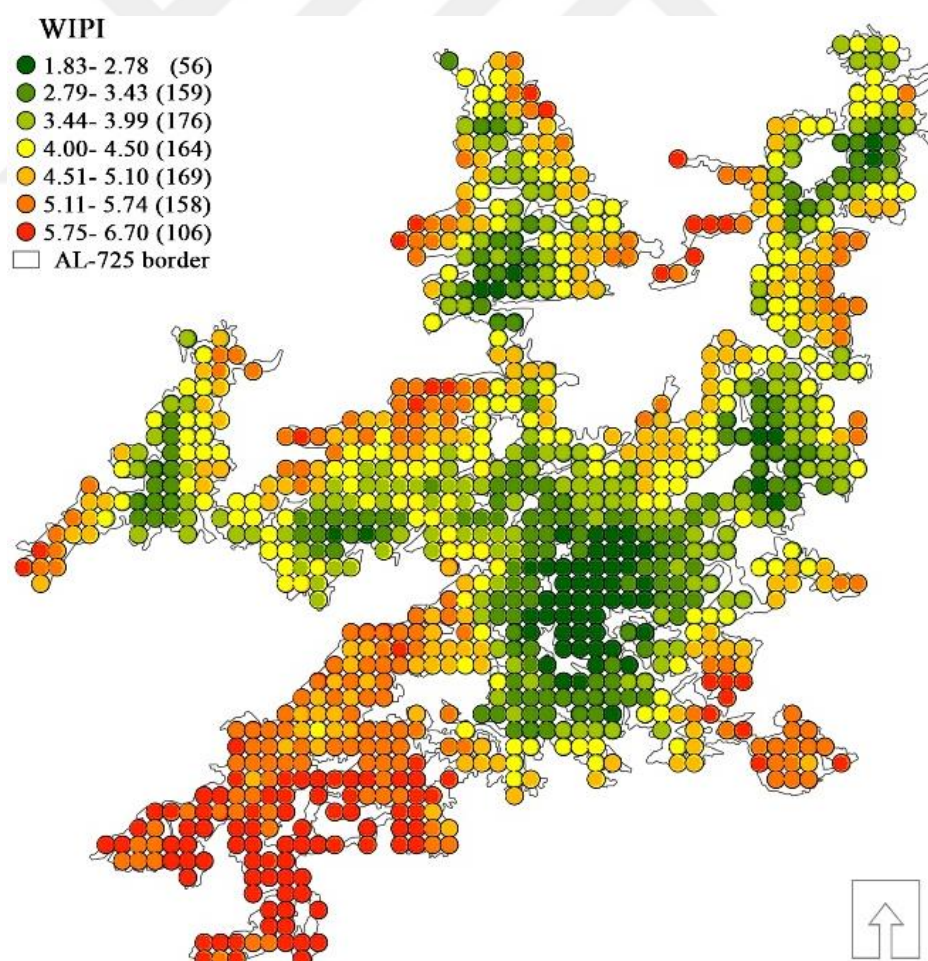 WIPI
1.83- 2.78 (56)
2.79- 3.43 (159)
3.44- 3.99 (176)
4.00- 4.50 (164)
4.51- 5.10 (169)
5.11- 5.74 (158)
5.75- 6.70 (106)
AL-725 border